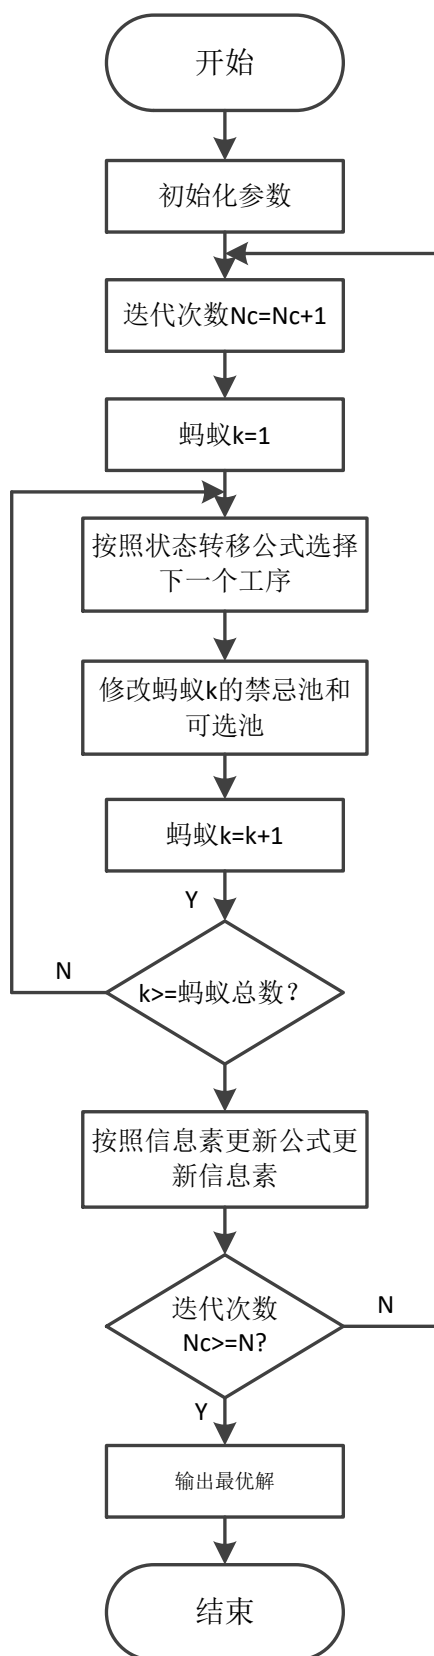 开始
初始化参数
迭代次数Nc=Nc+1
蚂蚁k=1
按照状态转移公式选择
下一个工序
修改蚂蚁k的禁忌池和
可选池
蚂蚁k=k+1
Y
N
k>=蚂蚁总数?
按照信息素更新公式更
新信息素
迭代次数
Nc>=N?
N
Y
输出最优解
结束